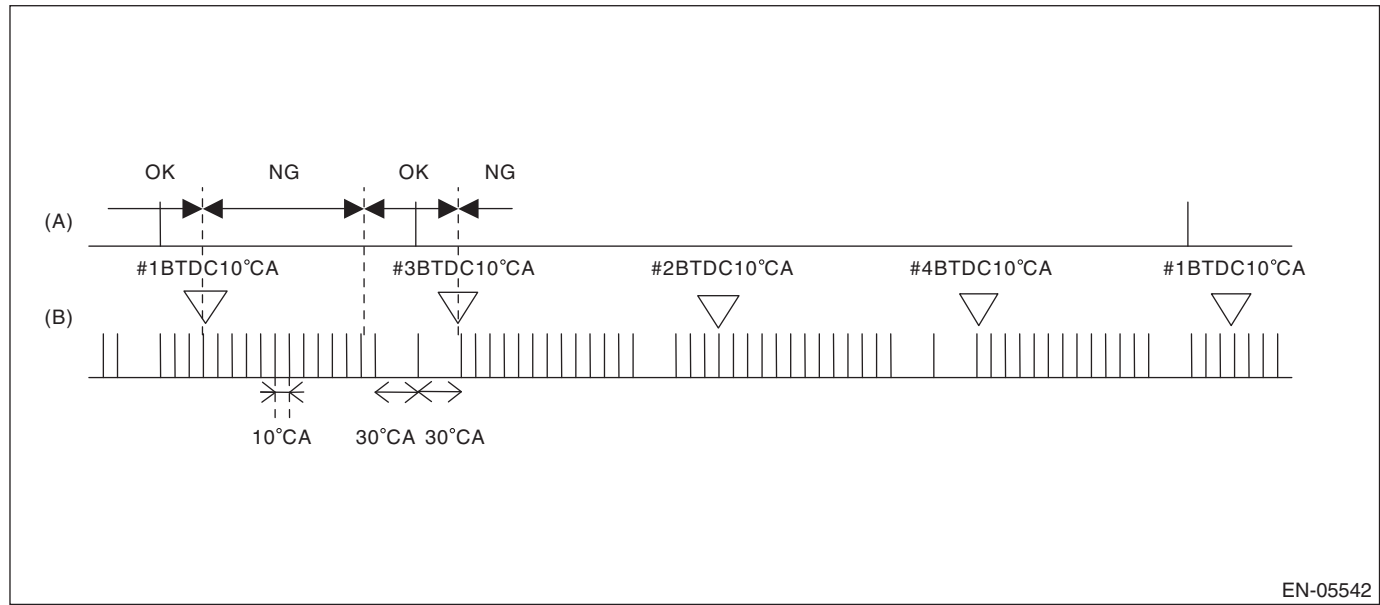 OK NG OK NG
(A)
#1BTDC10°CA #3BTDC10°CA #2BTDC10°CA #4BTDC10°CA #1BTDC10°CA
(B)
10°CA 30°CA 30°CA
EN-05542